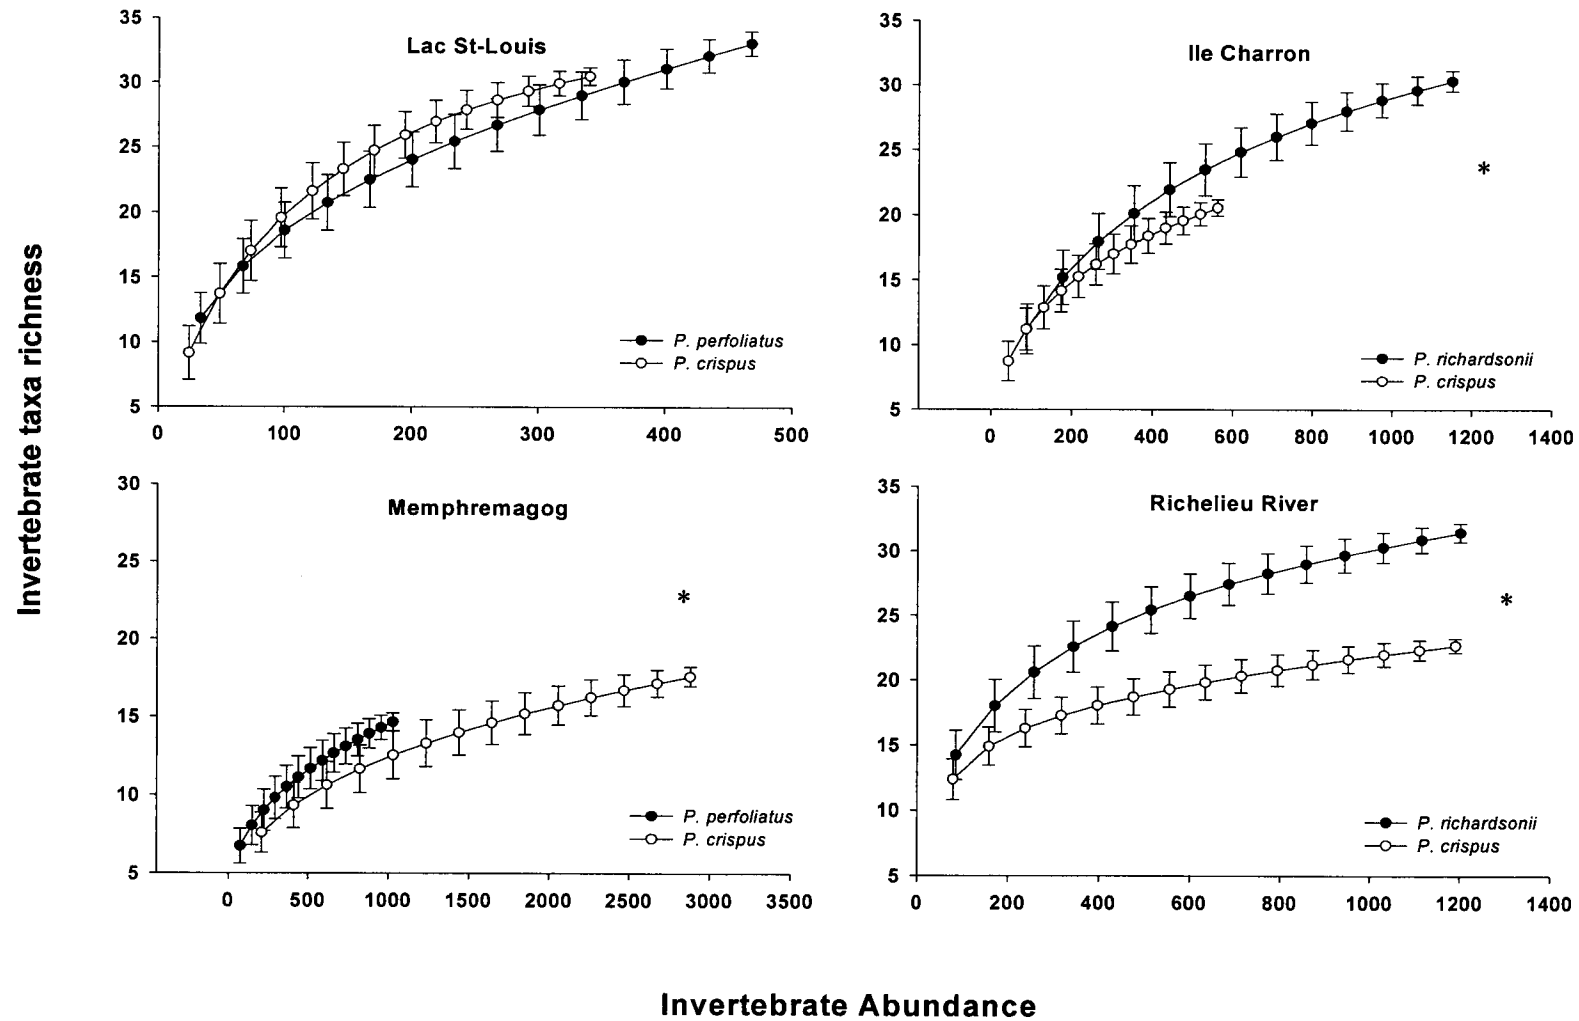 Invertebrate taxa richness
Lac St-Louis
35
30
25
20
15
10
5
0 100 200 300 400 500
P. perfoliatus
P. crispus
Ile Charron
35
30
25
20
15
10
5
0 200 400 600 800 1000 1200 1400
*
P. richardsonii
P. crispus
Memphremagog
30
25
20
15
10
5
0 500 1000 1500 2000 2500 3000 3500
*
P. perfoliatus
P. crispus
Richelieu River
35
30
25
20
15
10
5
0 200 400 600 800 1000 1200 1400
*
P. richardsonii
P. crispus
Invertebrate Abundance